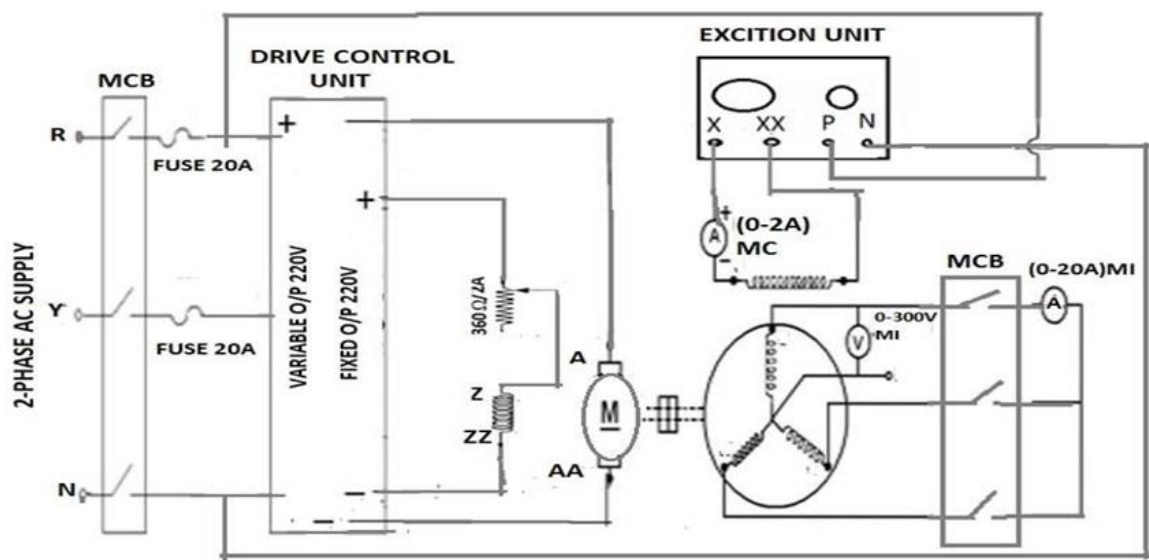 EXCITION UNIT
DRIVE CONTROL
UNIT
MCB
X XX P N
R
+ −
FUSE 20A
+
(0-2A)
MC
+
A
−
2-PHASE AC SUPPLY
VARIABLE O/P 220V
FIXED O/P 220V
360Ω/2A
MCB
(0-20A)MI
A
Y
FUSE 20A
0-300V
MI
V
A
Z
M
ZZ
AA
N
−
−